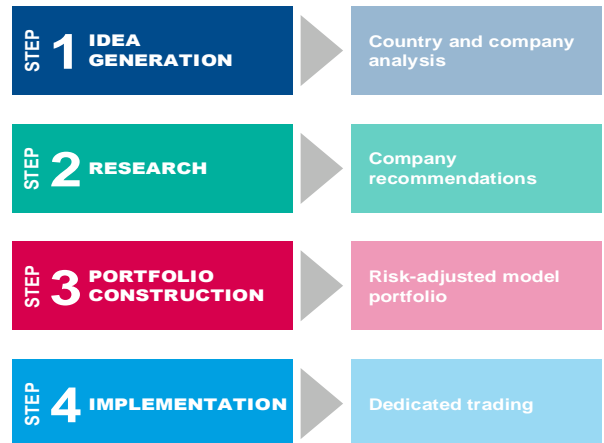 STEP 1 IDEA
GENERATION
Country and company
analysis
STEP 2 RESEARCH
Company
recommendations
STEP 3 PORTFOLIO
CONSTRUCTION
Risk-adjusted model
portfolio
STEP 4 IMPLEMENTATION
Dedicated trading